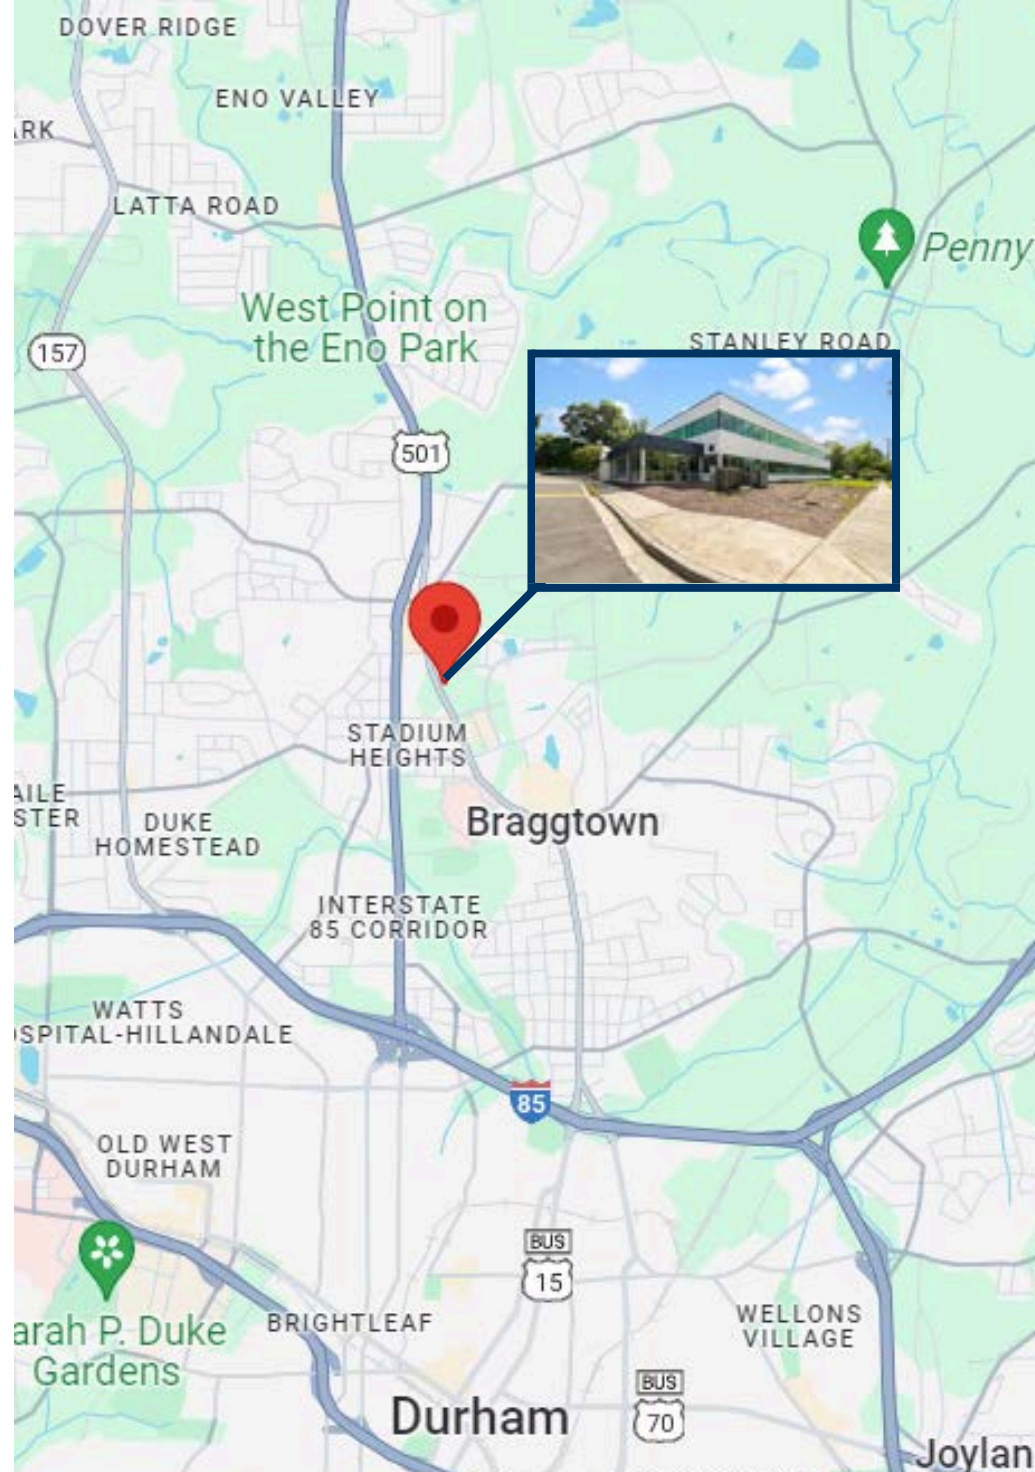 DOVER RIDGE
ENO VALLEY
ARK
LATTA ROAD
Penny
West Point on
the Eno Park
STANLEY ROAD
157
501
STADIUM
HEIGHTS
AILE
STER
DUKE
HOMESTEAD
Braggtown
INTERSTATE
85 CORRIDOR
WATTS
OSPITAL-HILLANDALE
85
OLD WEST
DURHAM
BUS
15
arah P. Duke
Gardens
BRIGHTLEAF
WELLONS
VILLAGE
BUS
70
Durham
Joylan